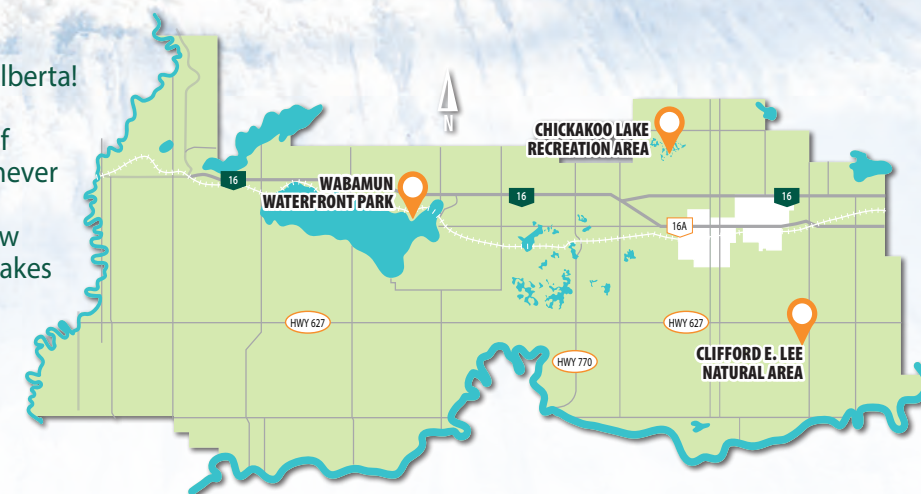 lberta!
f
never
w
akes
N
CHICKAKOO LAKE
RECREATION AREA
16
WABAMUN
WATERFRONT PARK
16
16
16A
HWY 627
HWY 627
HWY 770
CLIFFORD E. LEE
NATURAL AREA